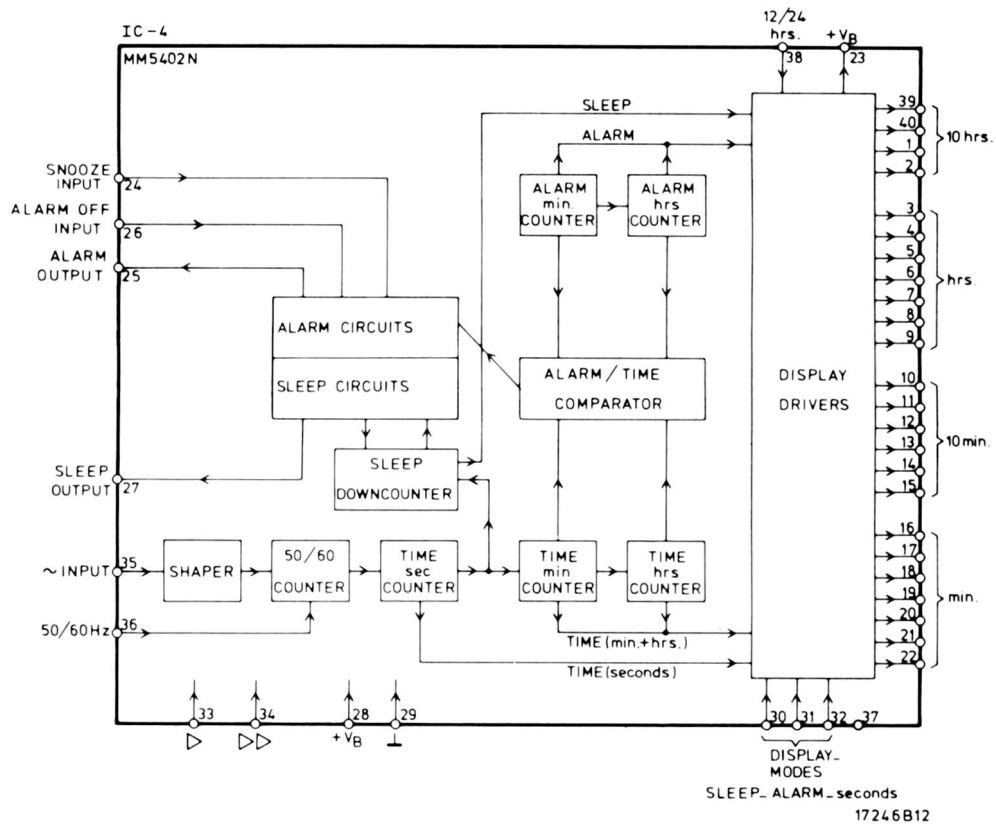 IC-4
MM5402N
12/24
hrs.
38
+VB
23
SLEEP
ALARM
SNOOZE
INPUT
24
ALARM OFF
INPUT
26
ALARM
OUTPUT
25
ALARM
min.
COUNTER
ALARM
hrs
COUNTER
39
40
1
2
10 hrs.
3
4
5
6
7
8
9
hrs.
ALARM CIRCUITS
SLEEP CIRCUITS
ALARM / TIME
COMPARATOR
DISPLAY
DRIVERS
10
11
12
13
14
15
10 min.
SLEEP
OUTPUT
27
SLEEP
DOWNCOUNTER
16
17
18
19
20
21
22
min.
~ INPUT
35
SHAPER
50/60
COUNTER
TIME
sec
COUNTER
TIME
min
COUNTER
TIME
hrs
COUNTER
50/60Hz
36
TIME (min.+hrs.)
TIME (seconds)
33
34
28
+VB
29
30
31
32
37
DISPLAY_
MODES
SLEEP_ ALARM_seconds
17246B12